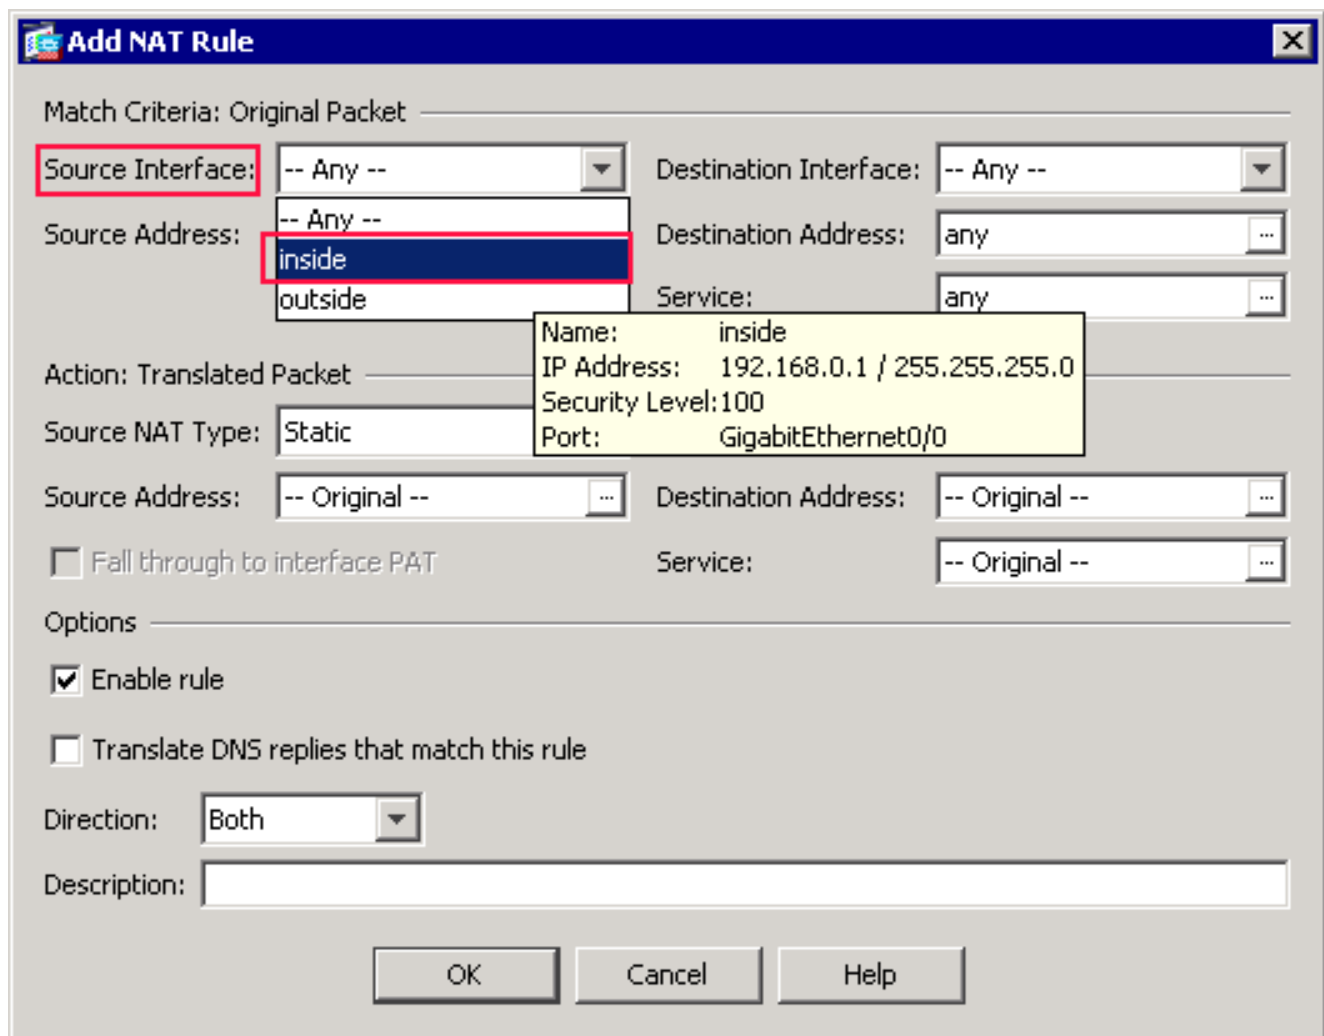 Add NAT Rule
Match Criteria: Original Packet
Source Interface: -- Any -- Destination Interface: -- Any --
-- Any --
Source Address: Destination Address: any ...
inside
outside Service: any ...
Name: inside
IP Address: 192.168.0.1 / 255.255.255.0
Security Level: 100
Port: GigabitEthernet0/0
Action: Translated Packet
Source NAT Type: Static
Source Address: -- Original -- ... Destination Address: -- Original -- ...
Fall through to interface PAT Service: -- Original -- ...
Options
Enable rule
Translate DNS replies that match this rule
Direction: Both
Description:
OK Cancel Help